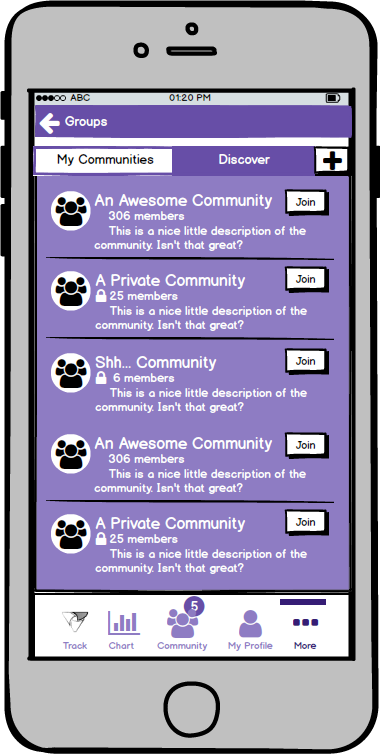 ABC 01:20 PM
Groups
My Communities Discover
An Awesome Community Join
306 members
This is a nice little description of the
community. Isn't that great?
A Private Community Join
25 members
This is a nice little description of the
community. Isn't that great?
Shh... Community Join
6 members
This is a nice little description of the
community. Isn't that great?
An Awesome Community Join
306 members
This is a nice little description of the
community. Isn't that great?
A Private Community Join
25 members
This is a nice little description of the
community. Isn't that great?
5
Track Chart Community My Profile More